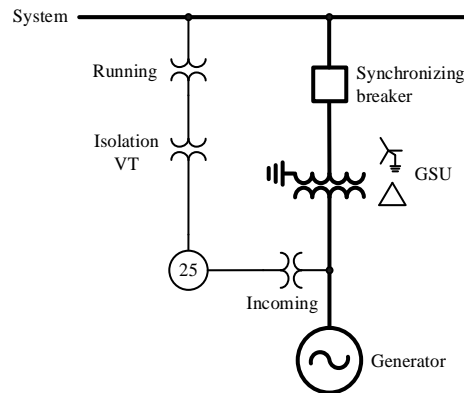 System
Running
Synchronizing
breaker
Isolation
VT
GSU
25
Incoming
Generator